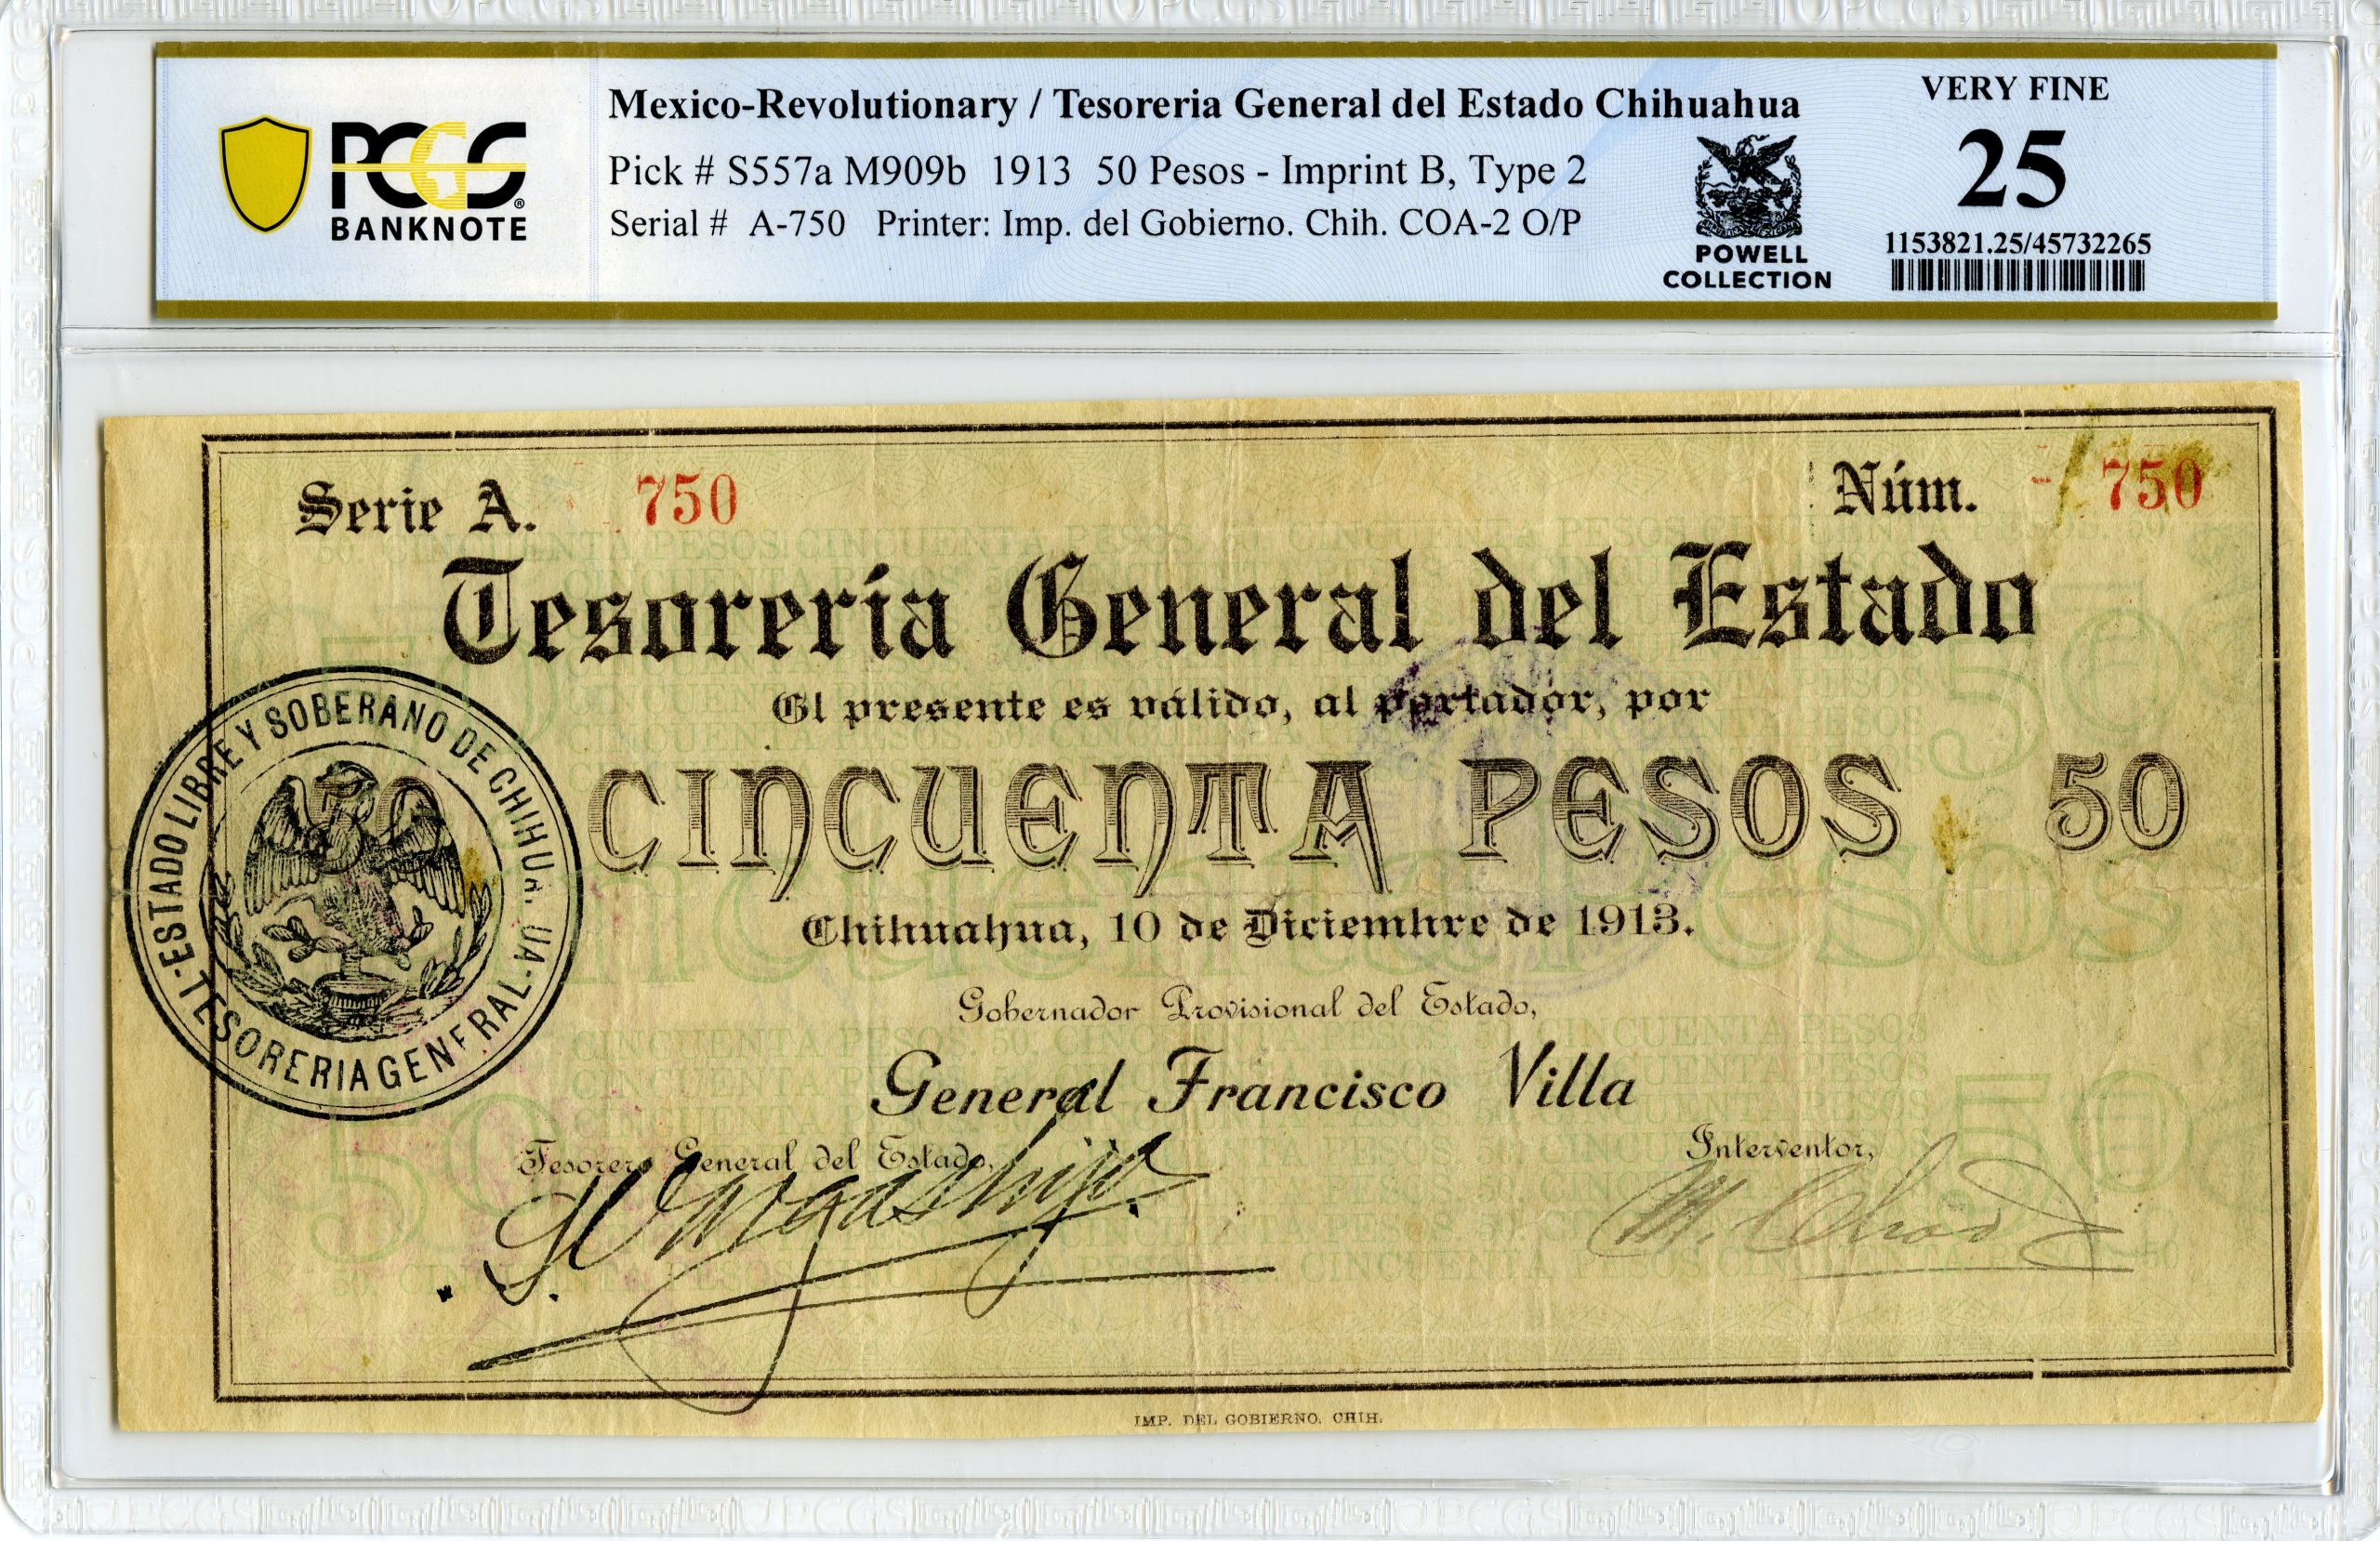 PCGS
BANKNOTE
Mexico-Revolutionary / Tesoreria General del Estado Chihuahua
Pick # S557a M909b 1913 50 Pesos - Imprint B, Type 2
Serial # A-750 Printer: Imp. del Gobierno. Chih. COA-2 O/P
POWELL
COLLECTION
VERY FINE
25
1153821.25/45732265
Serie A. 750
Núm. 750
Tesorería General del Estado
El presente es válido, al portador, por
CINCUENTA PESOS 50
Chihuahua, 10 de Diciembre de 1913.
ESTADO LIBRE Y SOBERANO DE CHIHUAHUA-
-TESORERIA GENERAL-
Gobernador Provisional del Estado,
General Francisco Villa
Tesorero General del Estado,
Interventor,
IMP. DEL GOBIERNO. CHIH.